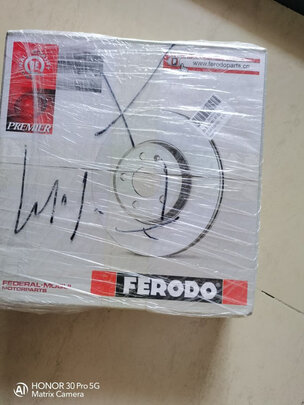 www.ferodoparts.cn
PREMIER
FEDERAL-MOGUL
MOTORPARTS
FERODO
HONOR 30 Pro 5G
Matrix Camera